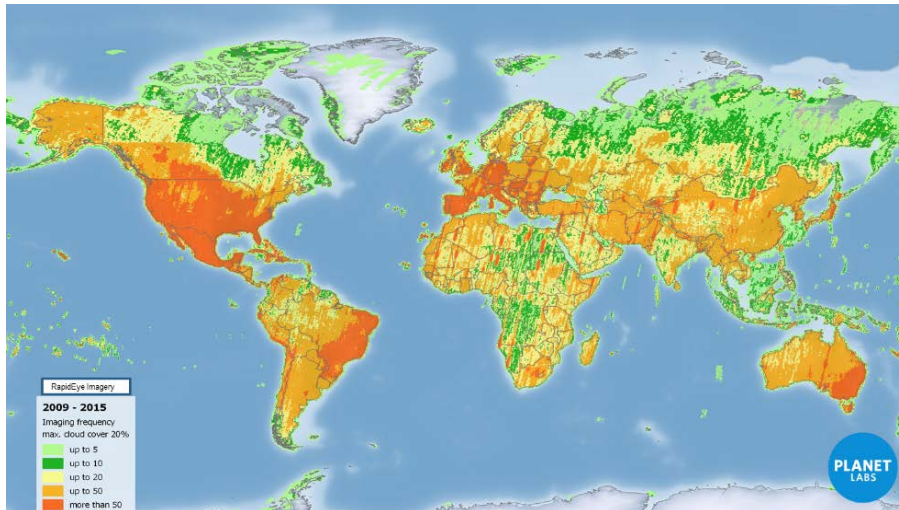 RapidEye Imagery
2009 - 2015
Imaging frequency
max, cloud cover 20%
up to 5
up to 10
up to 20
up to 50
more than 50
PLANET
LABS